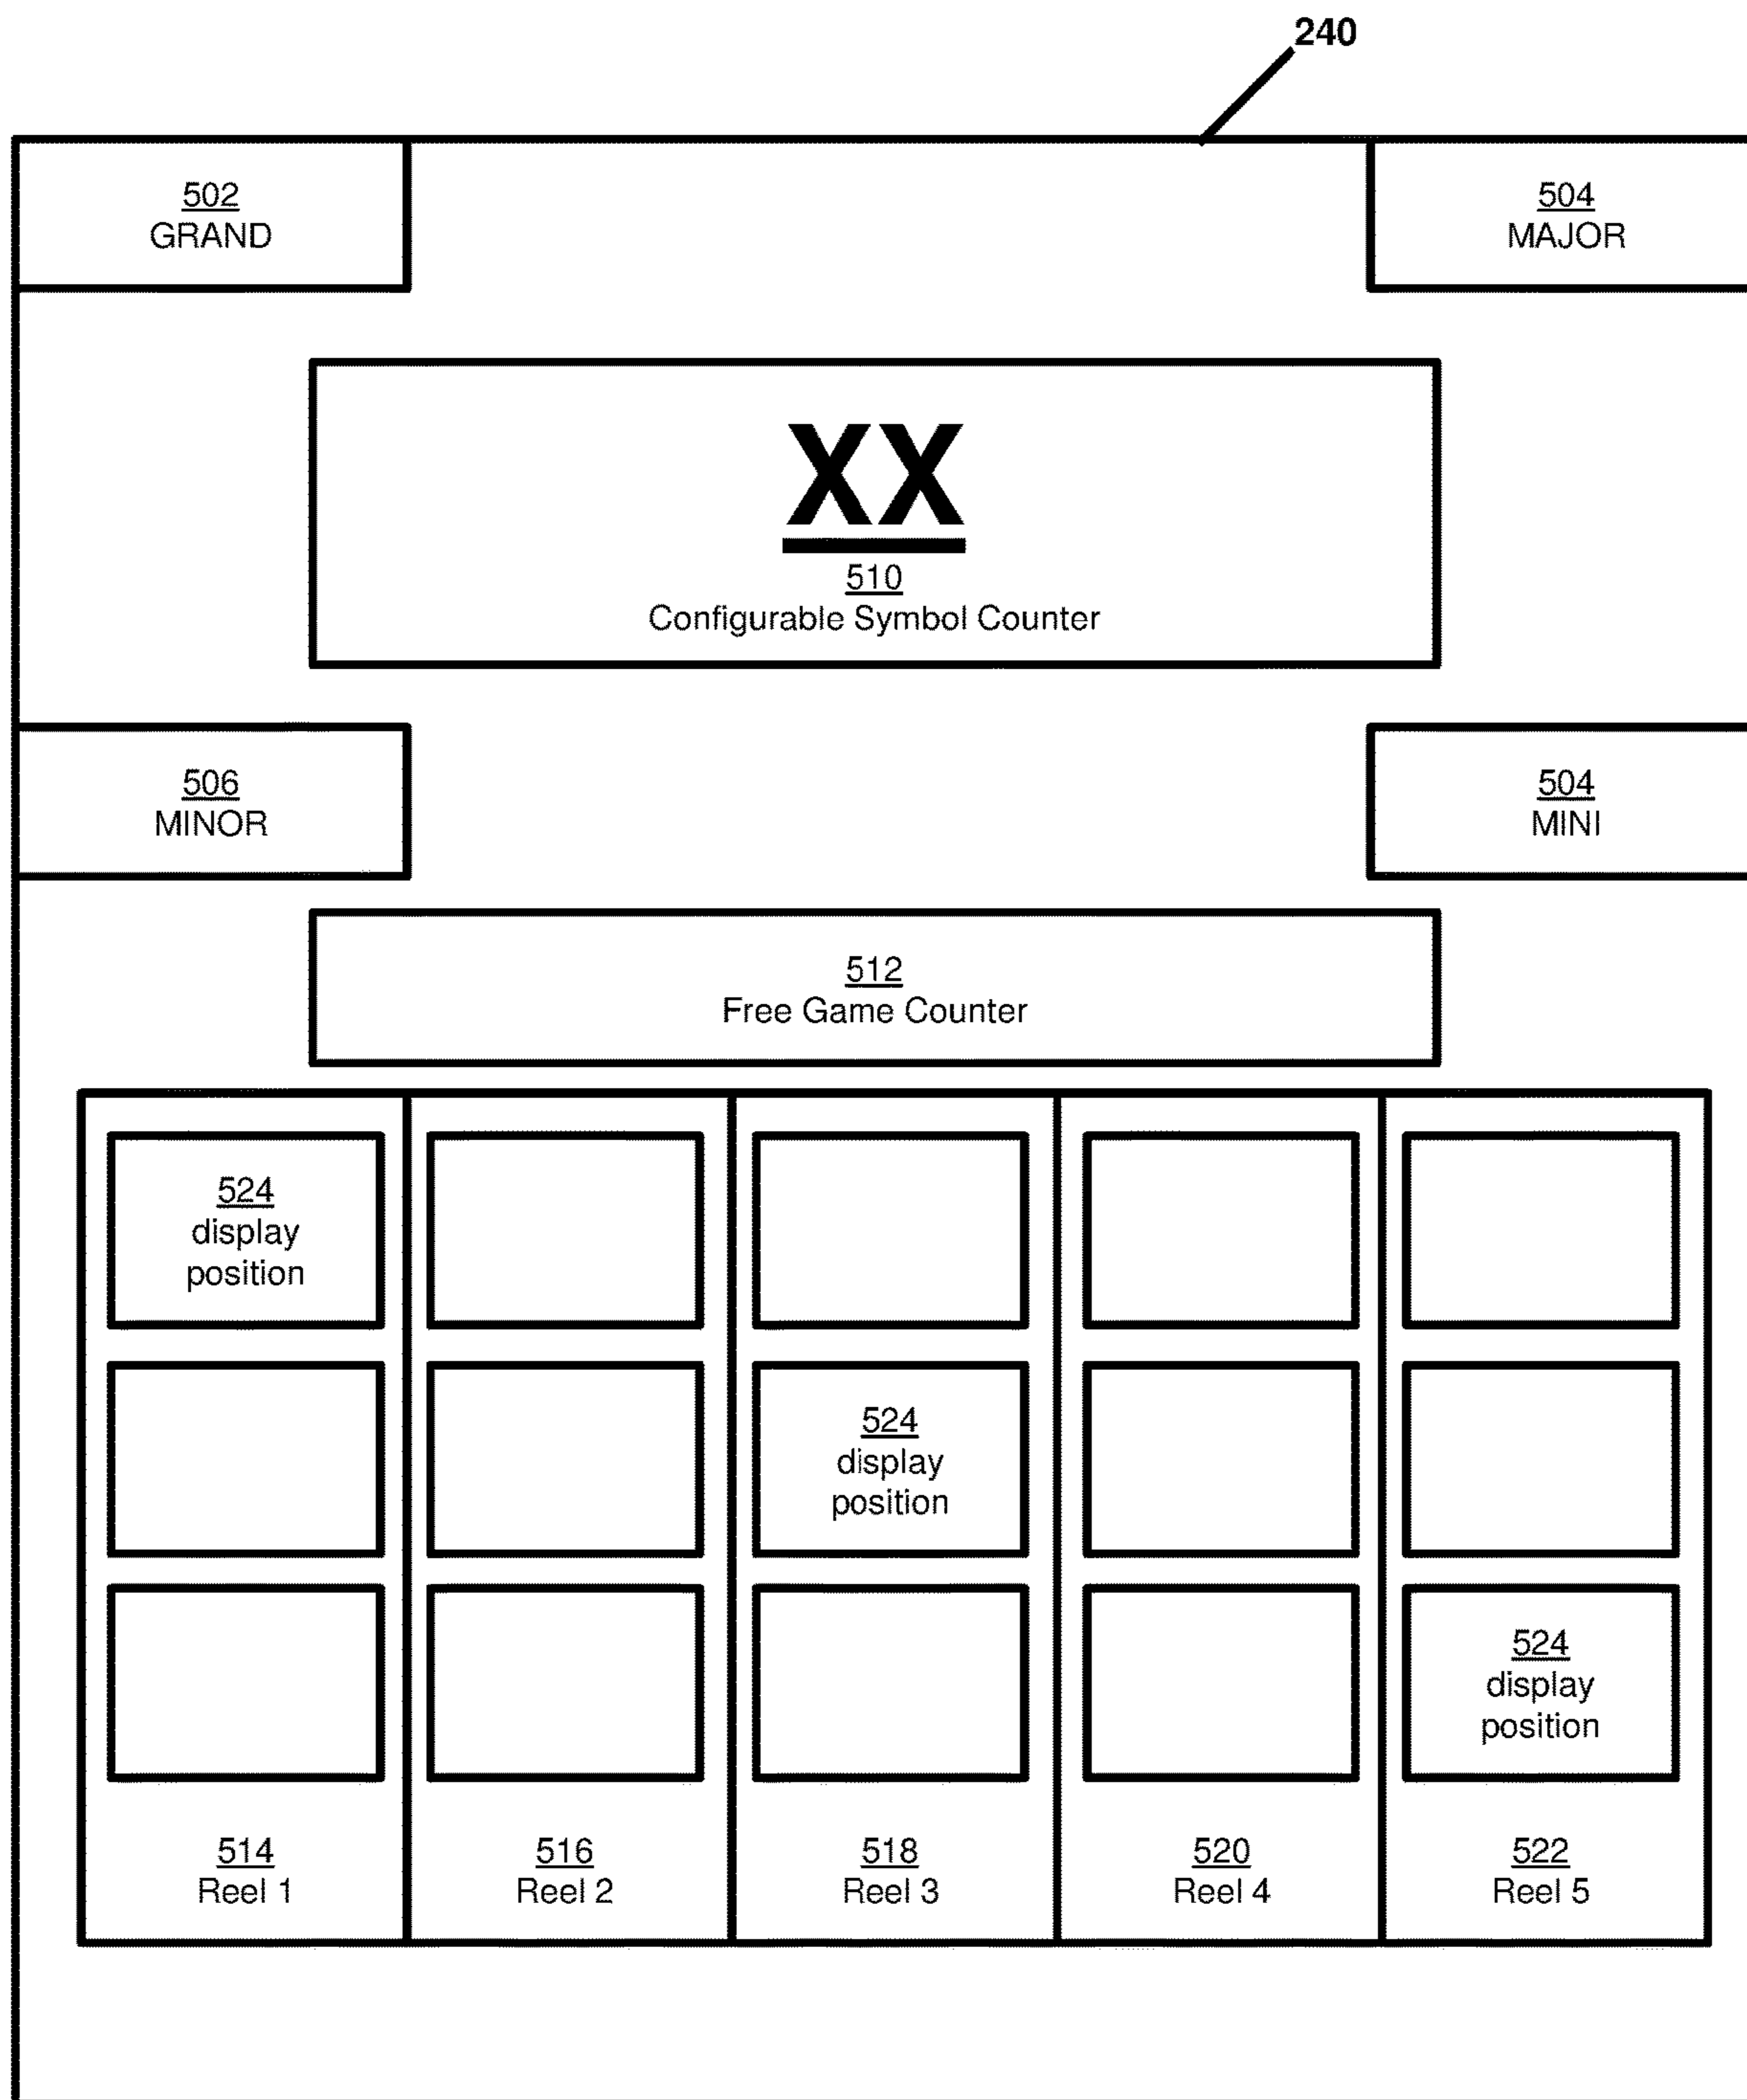 240
502
GRAND
504
MAJOR
XX
510
Configurable Symbol Counter
506
MINOR
504
MINI
512
Free Game Counter
524
display
position
524
display
position
524
display
position
514
Reel 1
516
Reel 2
518
Reel 3
520
Reel 4
522
Reel 5